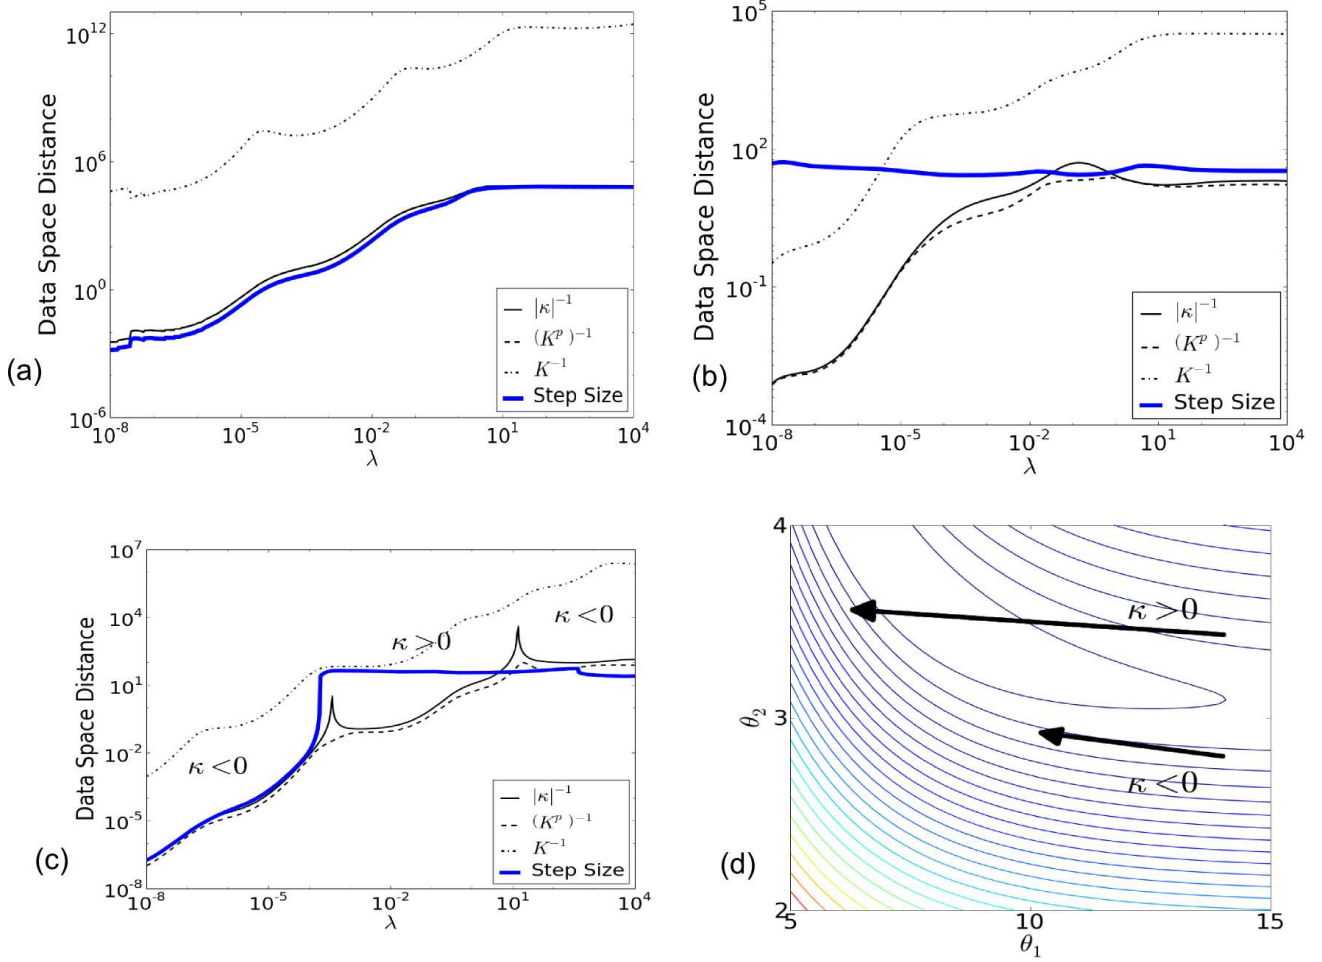 (a)
Data Space Distance
10^12
10^6
10^0
10^-6
10^-8
10^-5
10^-2
10^1
10^4
λ
|κ|^-1
(K^p)^-1
K^-1
Step Size
(b)
Data Space Distance
10^5
10^2
10^-1
10^-4
10^-8
10^-5
10^-2
10^1
10^4
λ
|κ|^-1
(K^p)^-1
K^-1
Step Size
(c)
Data Space Distance
10^7
10^4
10^1
10^-2
10^-5
10^-8
10^-8
10^-5
10^-2
10^1
10^4
λ
κ<0
κ>0
κ<0
|κ|^-1
(K^p)^-1
K^-1
Step Size
(d)
θ_2
4
3
2
5
10
15
θ_1
κ>0
κ<0